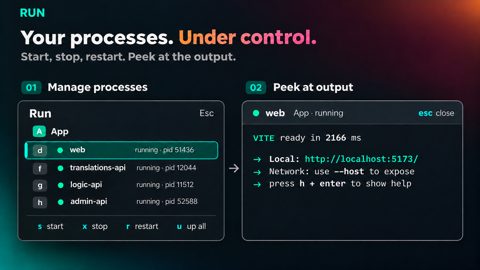 RUN
Your processes. Under control.
Start, stop, restart. Peek at the output.
01 Manage processes
Run Esc
A App
d web running · pid 51436
f translations-api running · pid 12044
g logic-api running · pid 11512
h admin-api running · pid 52588
s start x stop r restart u up all
02 Peek at output
web App · running esc close
VITE ready in 2166 ms
→ Local: http://localhost:5173/
→ Network: use --host to expose
→ press h + enter to show help